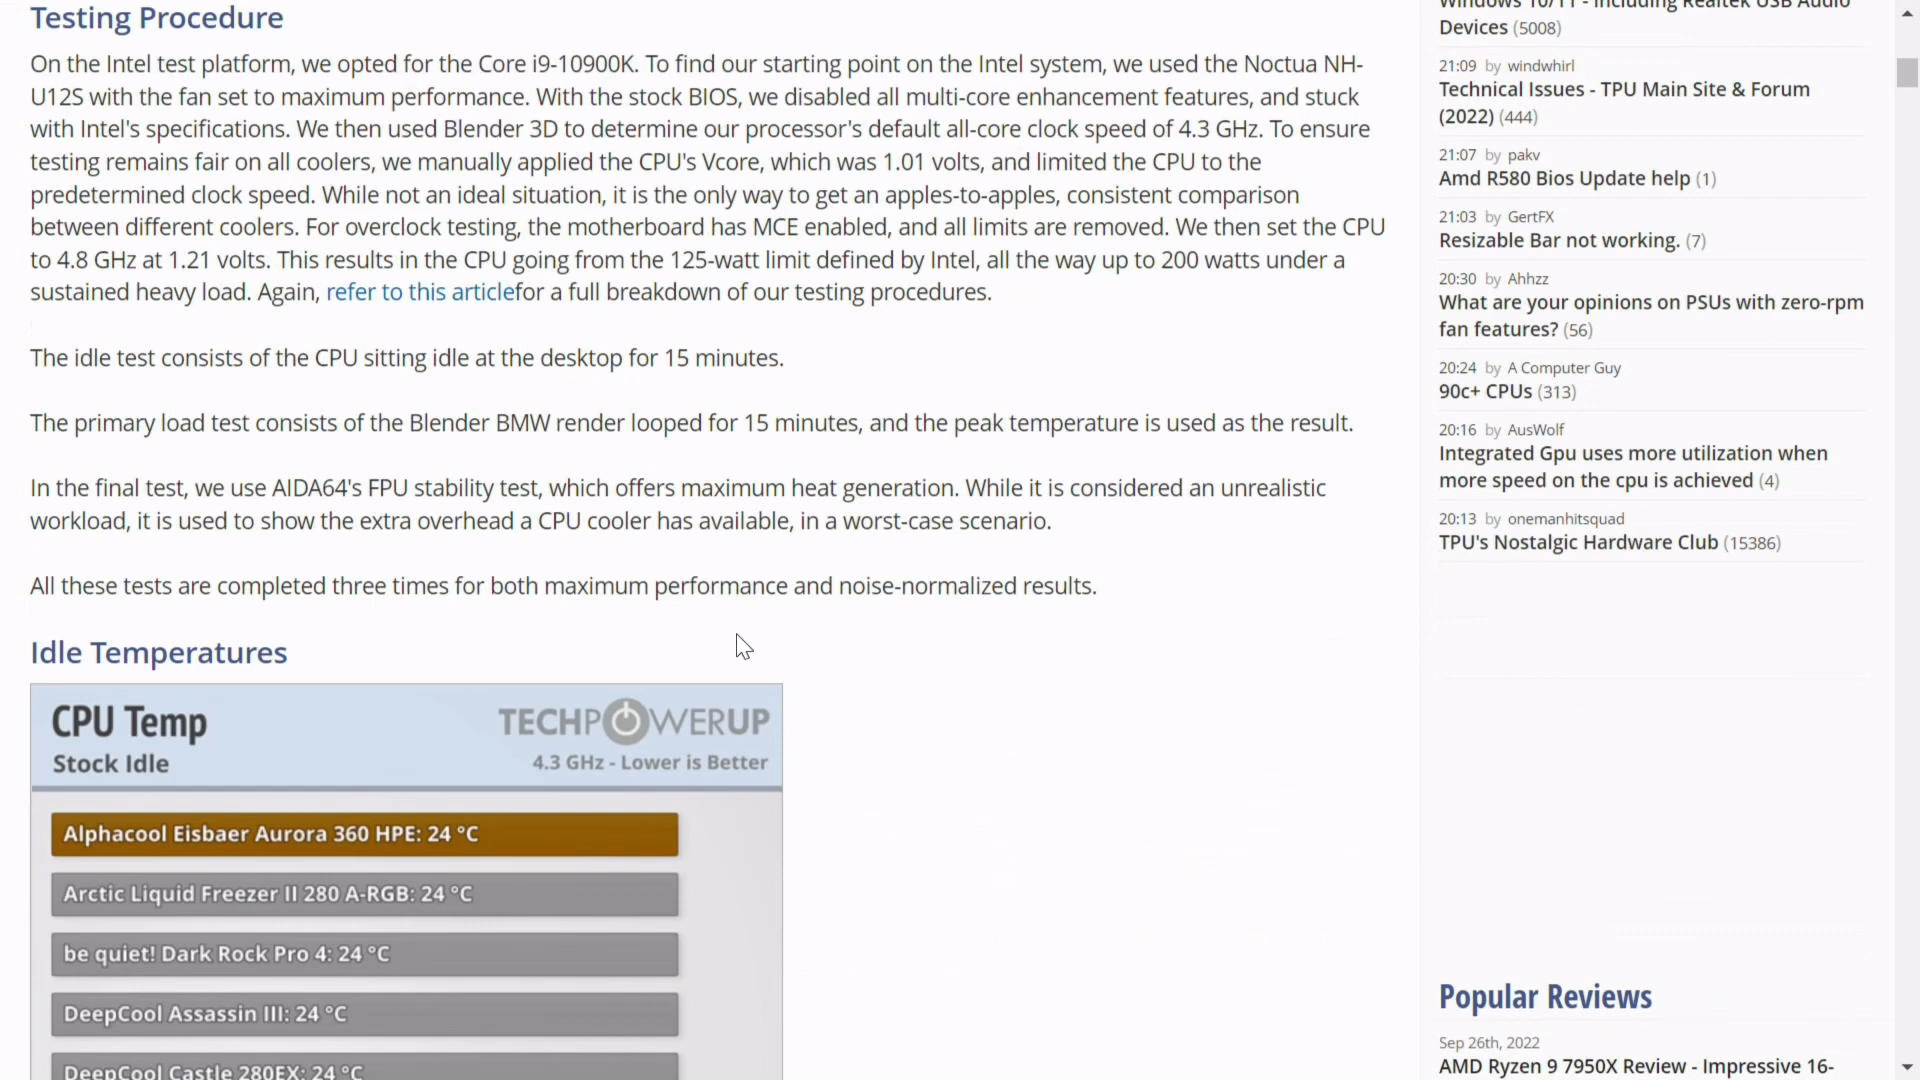 Testing Procedure
On the Intel test platform, we opted for the Core i9-10900K. To find our starting point on the Intel system, we used the Noctua NH-
U12S with the fan set to maximum performance. With the stock BIOS, we disabled all multi-core enhancement features, and stuck
with Intel's specifications. We then used Blender 3D to determine our processor's default all-core clock speed of 4.3 GHz. To ensure
testing remains fair on all coolers, we manually applied the CPU's Vcore, which was 1.01 volts, and limited the CPU to the
predetermined clock speed. While not an ideal situation, it is the only way to get an apples-to-apples, consistent comparison
between different coolers. For overclock testing, the motherboard has MCE enabled, and all limits are removed. We then set the CPU
to 4.8 GHz at 1.21 volts. This results in the CPU going from the 125-watt limit defined by Intel, all the way up to 200 watts under a
sustained heavy load. Again, refer to this articlefor a full breakdown of our testing procedures.
The idle test consists of the CPU sitting idle at the desktop for 15 minutes.
The primary load test consists of the Blender BMW render looped for 15 minutes, and the peak temperature is used as the result.
In the final test, we use AIDA64's FPU stability test, which offers maximum heat generation. While it is considered an unrealistic
workload, it is used to show the extra overhead a CPU cooler has available, in a worst-case scenario.
All these tests are completed three times for both maximum performance and noise-normalized results.
Idle Temperatures
CPU Temp
TECHPOWERUP
Stock Idle
4.3 GHz - Lower is Better
Alphacool Eisbaer Aurora 360 HPE: 24 °C
Arctic Liquid Freezer II 280 A-RGB: 24 °C
be quiet! Dark Rock Pro 4: 24 °C
DeepCool Assassin III: 24 °C
DeepCool Castle 280EX: 24 °C
Windows 10/11 - Including Realtek USB Audio
Devices (5008)
21:09 by windwhirl
Technical Issues - TPU Main Site & Forum
(2022) (444)
21:07 by pakv
Amd R580 Bios Update help (1)
21:03 by GertFX
Resizable Bar not working. (7)
20:30 by Ahhzz
What are your opinions on PSUs with zero-rpm
fan features? (56)
20:24 by A Computer Guy
90c+ CPUs (313)
20:16 by AusWolf
Integrated Gpu uses more utilization when
more speed on the cpu is achieved (4)
20:13 by onemanhitsquad
TPU's Nostalgic Hardware Club (15386)
Popular Reviews
Sep 26th, 2022
AMD Ryzen 9 7950X Review - Impressive 16-